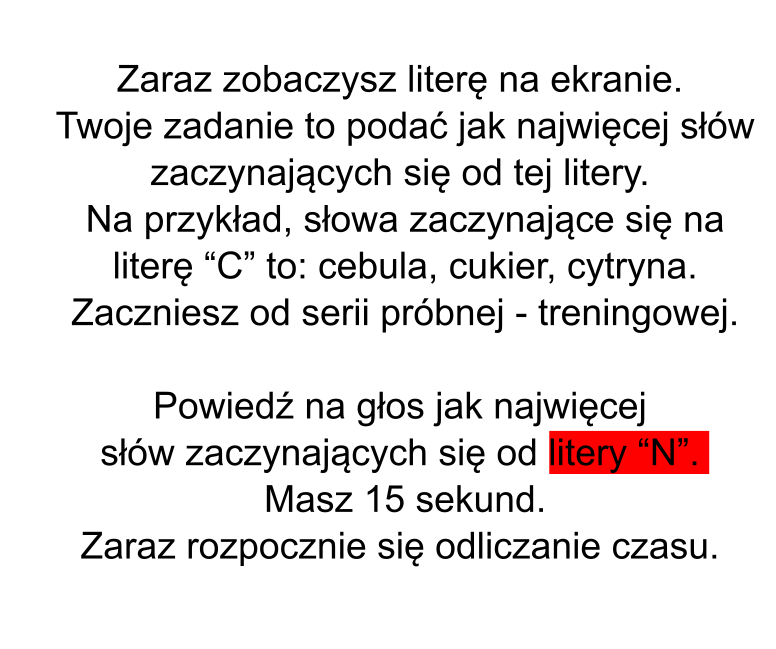 Zaraz zobaczysz literę na ekranie.
Twoje zadanie to podać jak najwięcej słów
zaczynających się od tej litery.
Na przykład, słowa zaczynające się na
literę “C” to: cebula, cukier, cytryna.
Zaczniesz od serii próbnej - treningowej.
Powiedź na głos jak najwięcej
słów zaczynających się od litery “N”.
Masz 15 sekund.
Zaraz rozpocznie się odliczanie czasu.